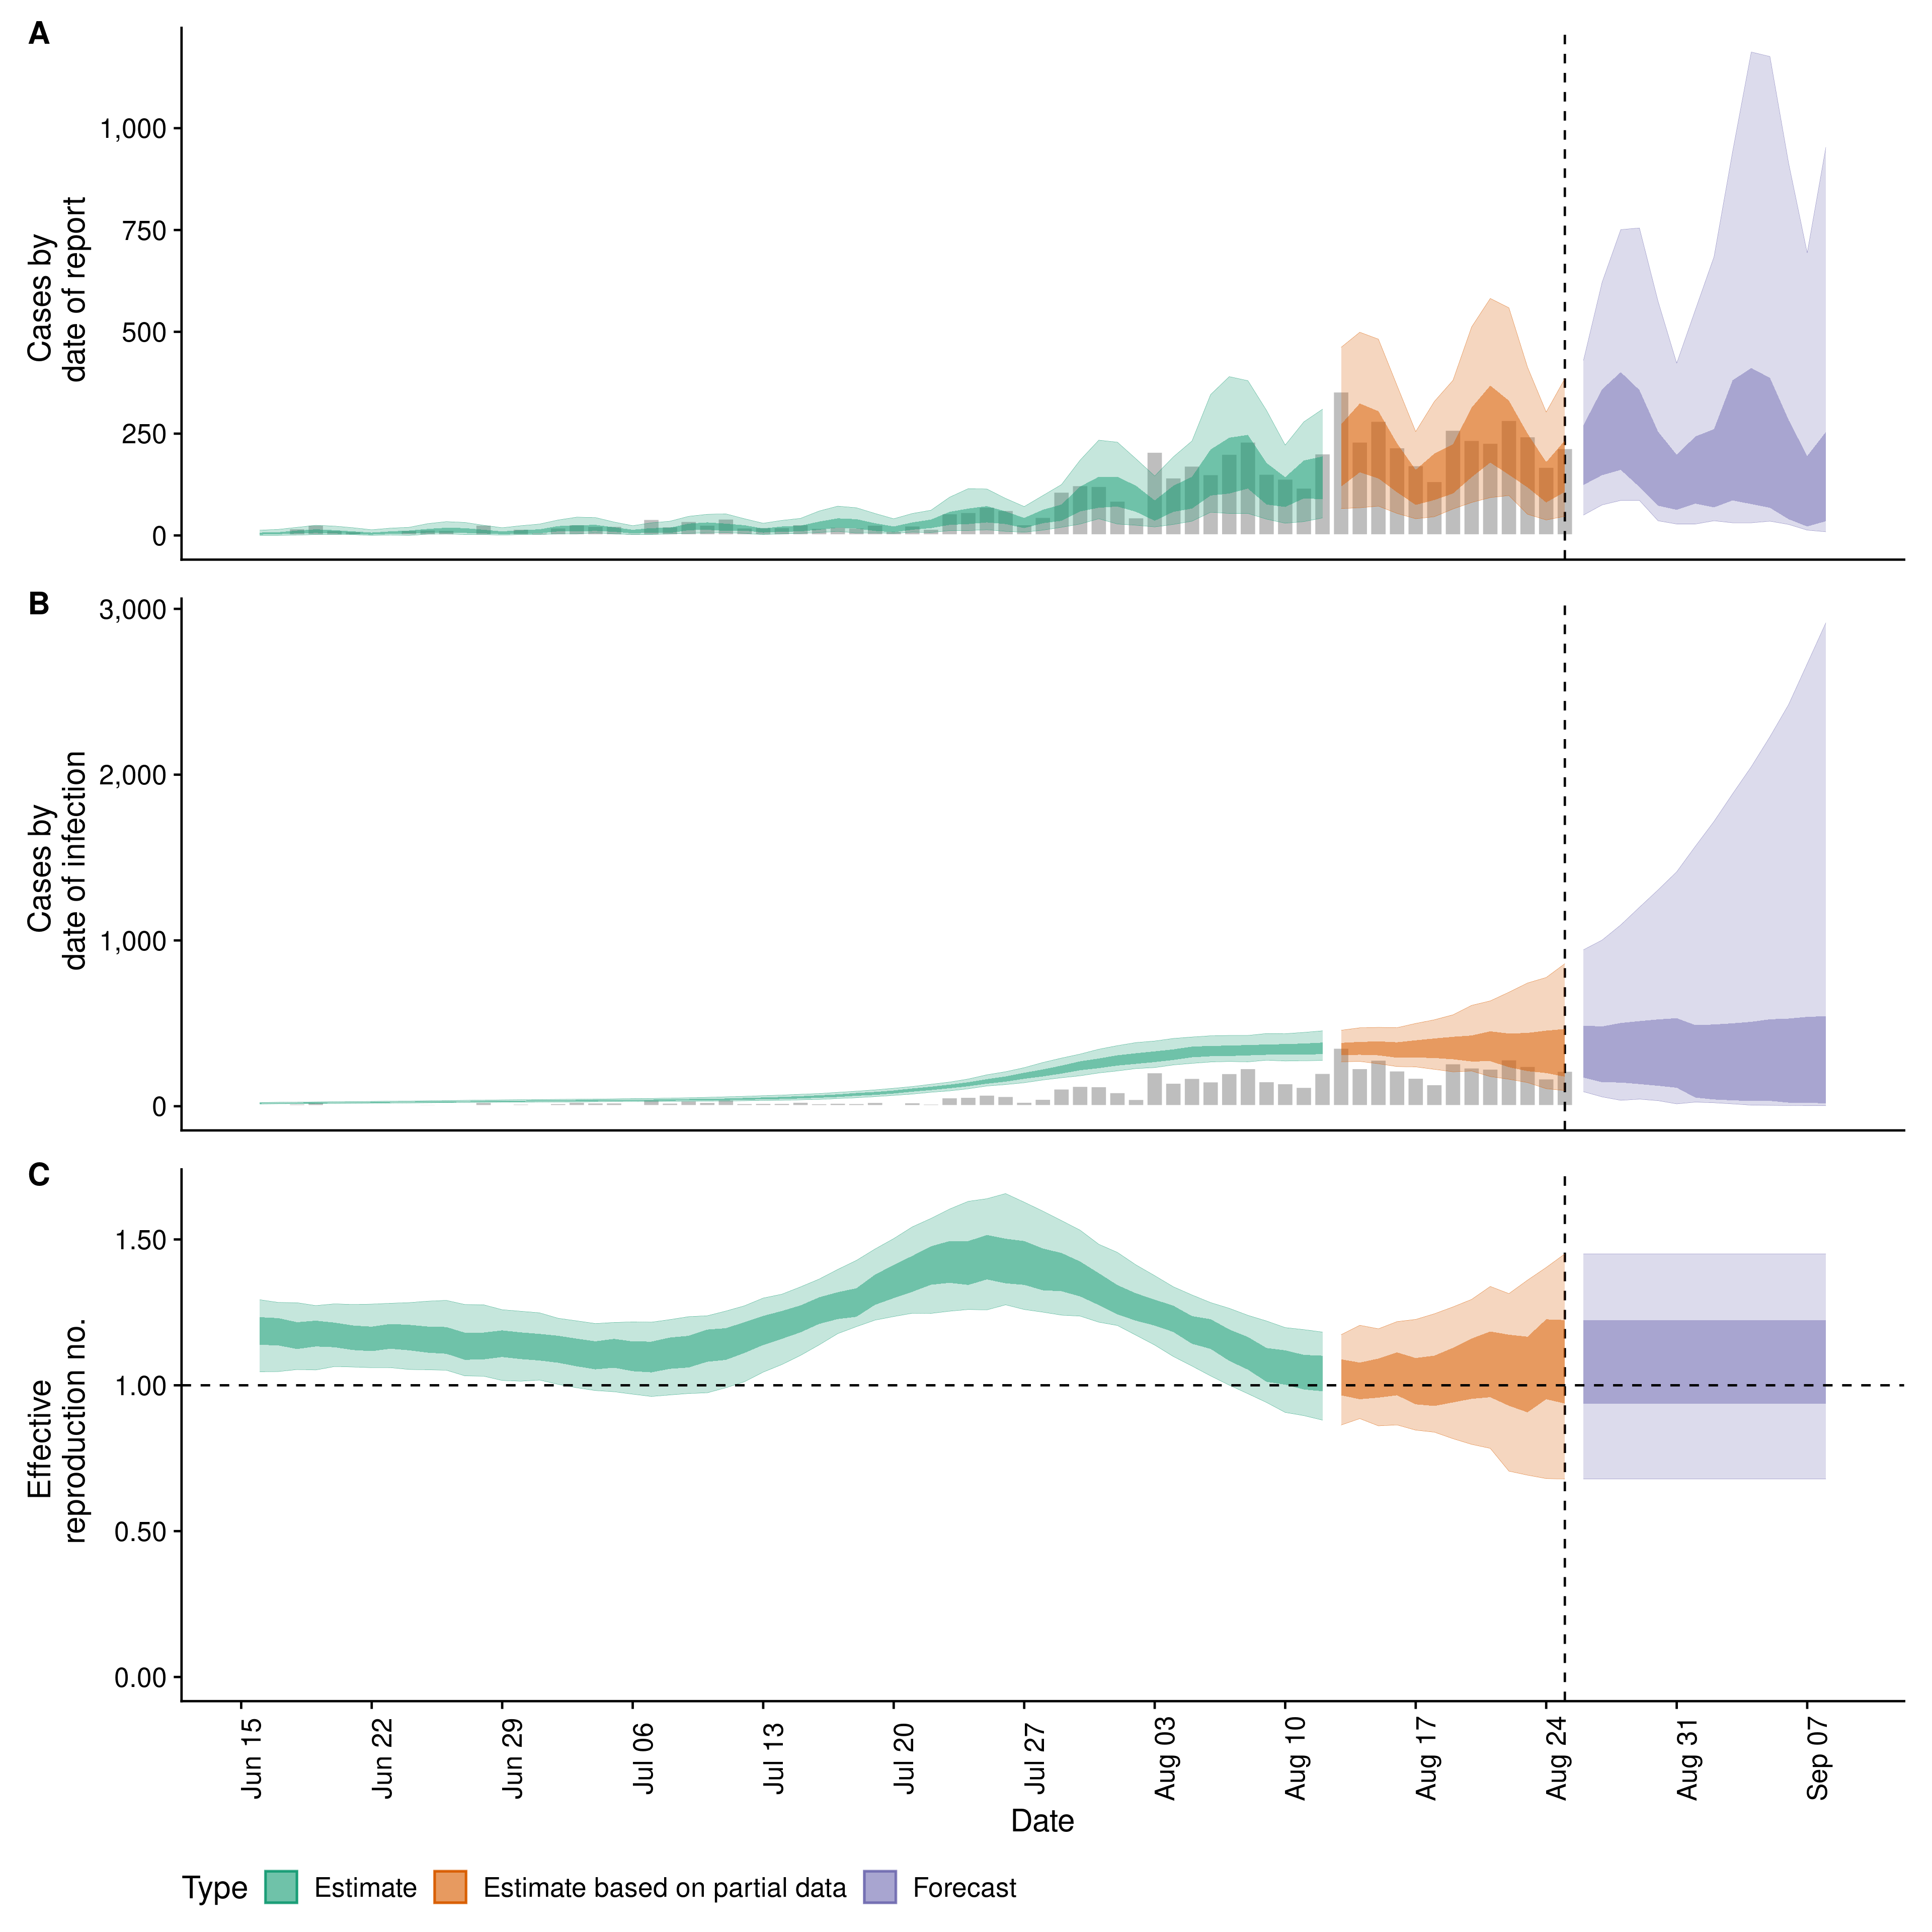 A
Cases by
date of report
1,000
750
500
250
0
B
Cases by
date of infection
3,000
2,000
1,000
0
C
Effective
reproduction no.
1.50
1.00
0.50
0.00
Jun 15
Jun 22
Jun 29
Jul 06
Jul 13
Jul 20
Jul 27
Aug 03
Aug 10
Aug 17
Aug 24
Aug 31
Sep 07
Date
Type Estimate Estimate based on partial data Forecast